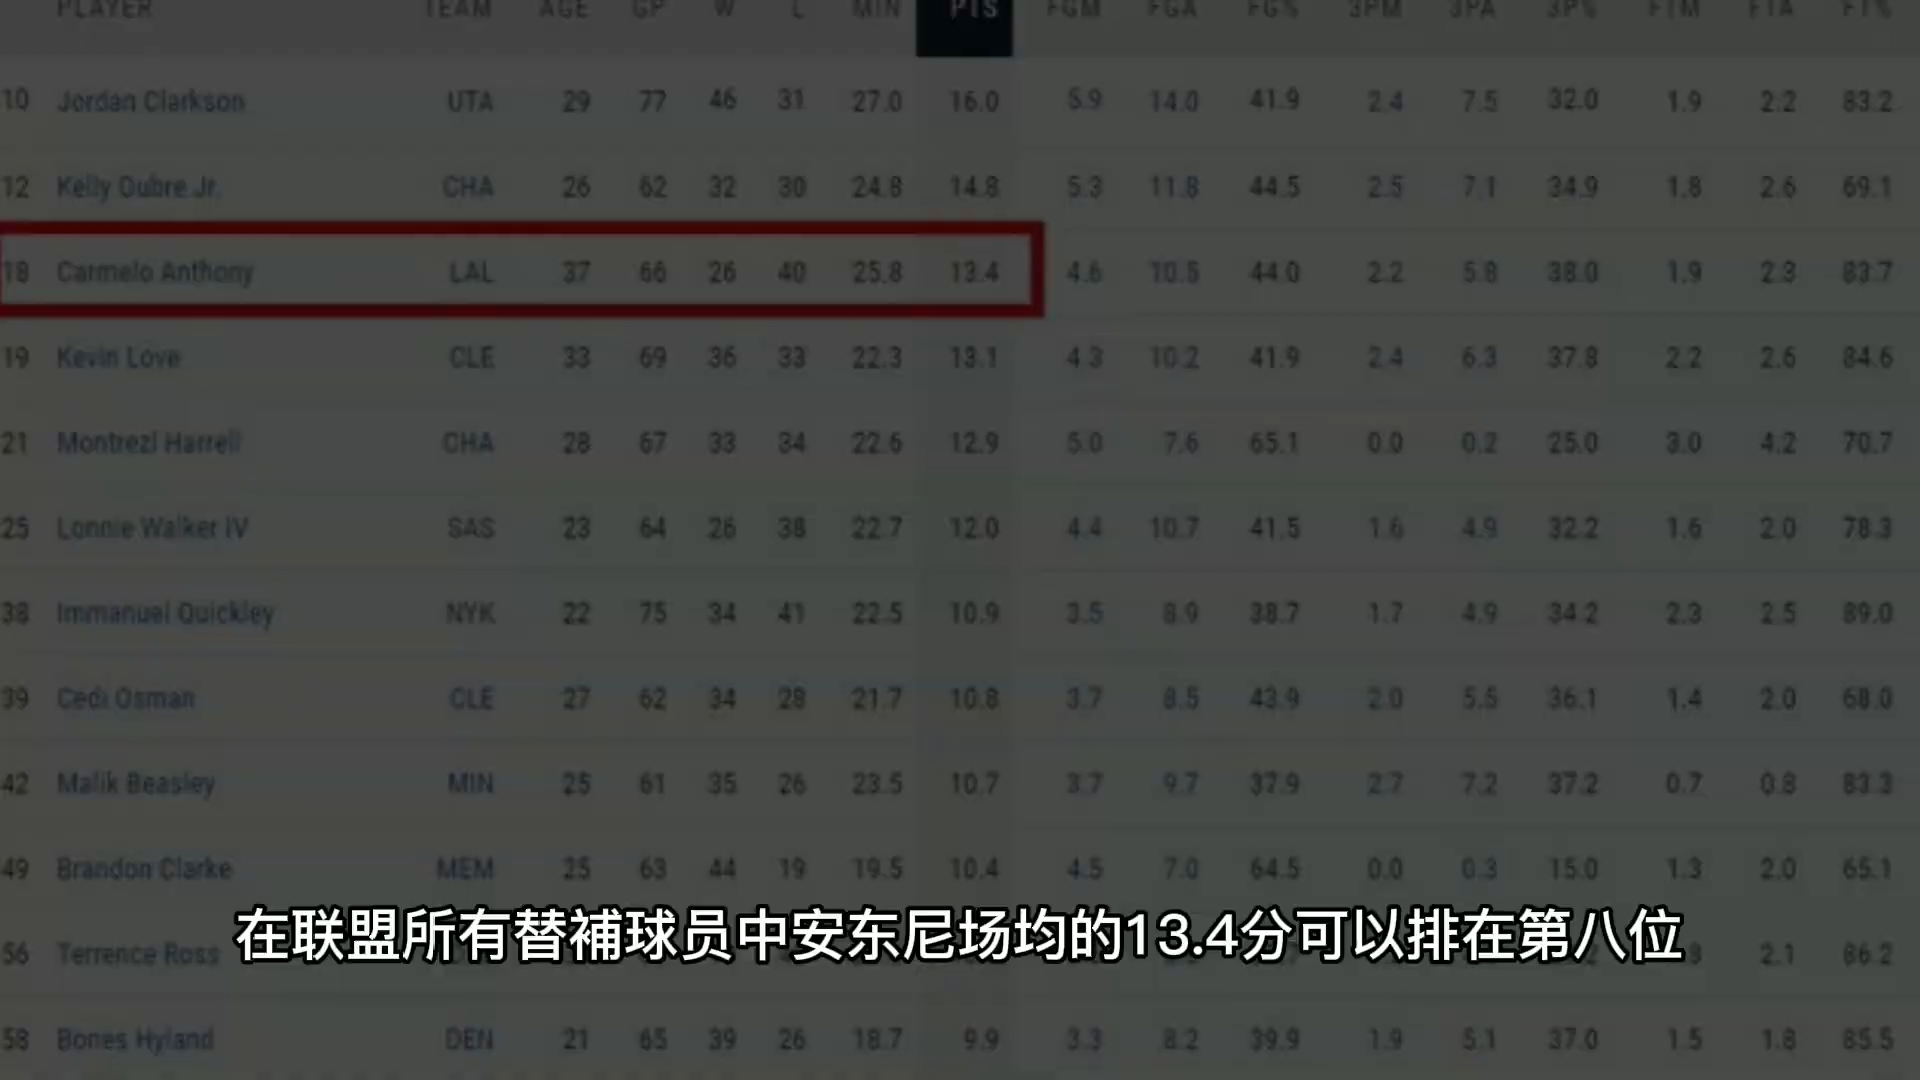 PLAYER TEAM AGE GP W L MIN PTS FGM FGA FG% 3PM 3PA 3P% FTM FTA FT%
10 Jordan Clarkson UTA 29 77 46 31 27.0 16.0 5.9 14.0 41.9 2.4 7.5 32.0 1.9 2.2 83.2
12 Kelly Oubre Jr. CHA 26 62 32 30 24.8 14.8 5.3 11.8 44.5 2.5 7.1 34.9 1.8 2.6 69.1
18 Carmelo Anthony LAL 37 66 26 40 25.8 13.4 4.6 10.5 44.0 2.2 5.8 38.0 1.9 2.3 83.7
19 Kevin Love CLE 33 69 36 33 22.3 13.1 4.3 10.2 41.9 2.4 6.3 37.8 2.2 2.6 84.6
21 Montrezl Harrell CHA 28 67 33 34 22.6 12.9 5.0 7.6 65.1 0.0 0.2 25.0 3.0 4.2 70.7
25 Lonnie Walker IV SAS 23 64 26 38 22.7 12.0 4.4 10.7 41.5 1.6 4.9 32.2 1.6 2.0 78.3
38 Immanuel Quickley NYK 22 75 34 41 22.5 10.9 3.5 8.9 38.7 1.7 4.9 34.2 2.3 2.5 89.0
39 Cedi Osman CLE 27 62 34 28 21.7 10.8 3.7 8.5 43.9 2.0 5.5 36.1 1.4 2.0 68.0
42 Malik Beasley MIN 25 61 35 26 23.5 10.7 3.7 9.7 37.9 2.7 7.2 37.2 0.7 0.8 83.3
49 Brandon Clarke MEM 25 63 44 19 19.5 10.4 4.5 7.0 64.5 0.0 0.3 15.0 1.3 2.0 65.1
在联盟所有替補球员中安东尼场均的13.4分可以排在第八位
56 Terrence Ross 2.1 86.2
58 Bones Hyland DEN 21 65 39 26 18.7 9.9 3.3 8.2 39.9 1.9 5.1 37.0 1.5 1.8 85.5